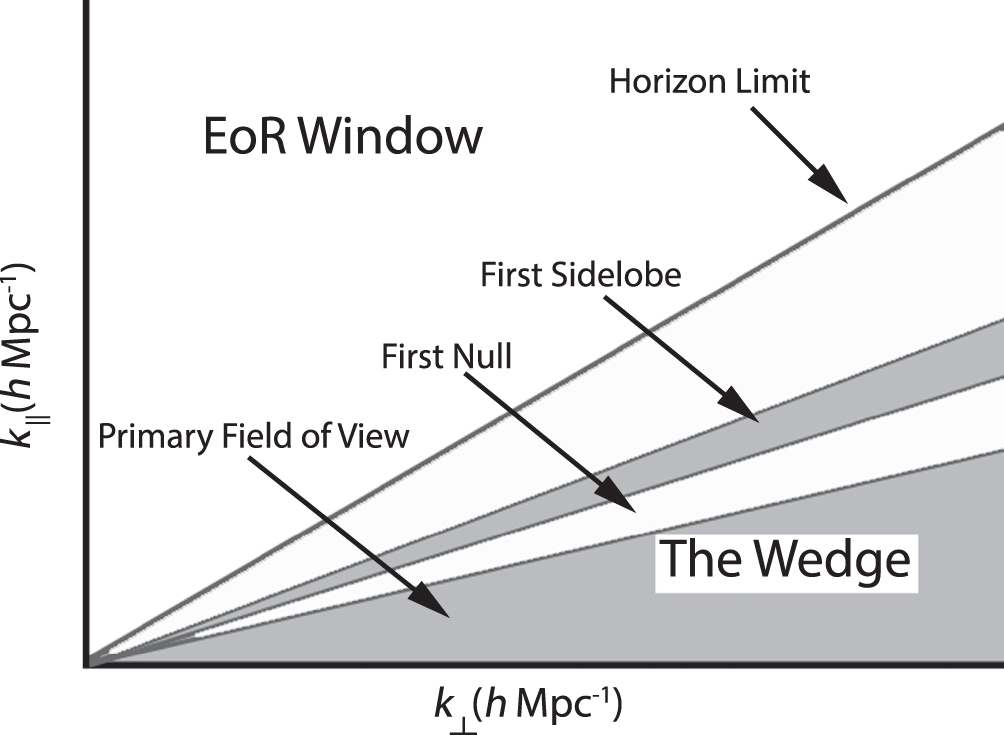 Horizon Limit
EoR Window
First Sidelobe
First Null
Primary Field of View
The Wedge
k∥(h Mpc⁻¹)
k⊥(h Mpc⁻¹)